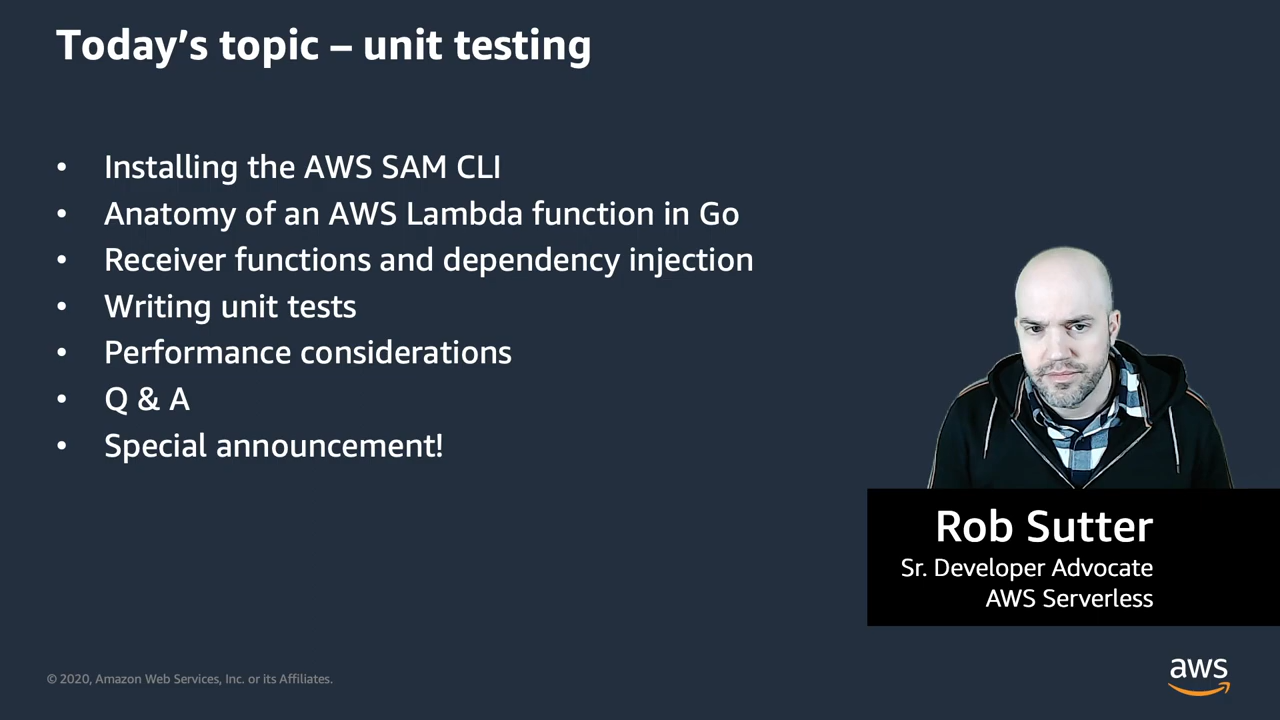 Today’s topic – unit testing
• Installing the AWS SAM CLI
• Anatomy of an AWS Lambda function in Go
• Receiver functions and dependency injection
• Writing unit tests
• Performance considerations
• Q & A
• Special announcement!
Rob Sutter
Sr. Developer Advocate
AWS Serverless
© 2020, Amazon Web Services, Inc. or its Affiliates.
aws